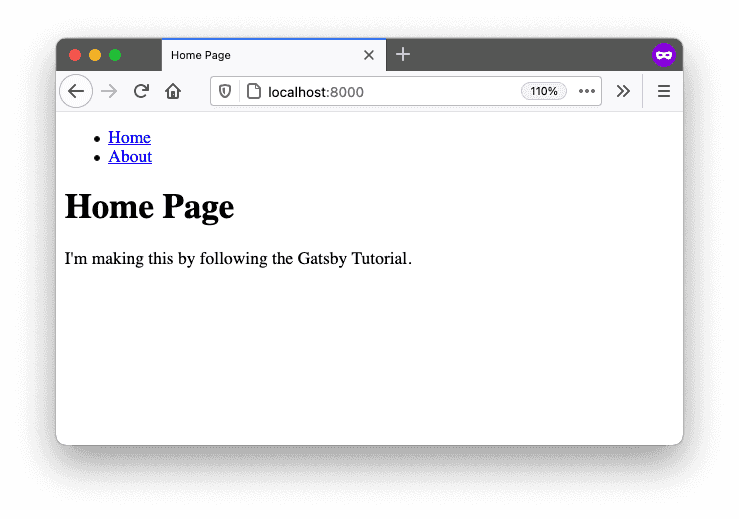 Home Page
localhost:8000
110%
Home
About
Home Page
I'm making this by following the Gatsby Tutorial.